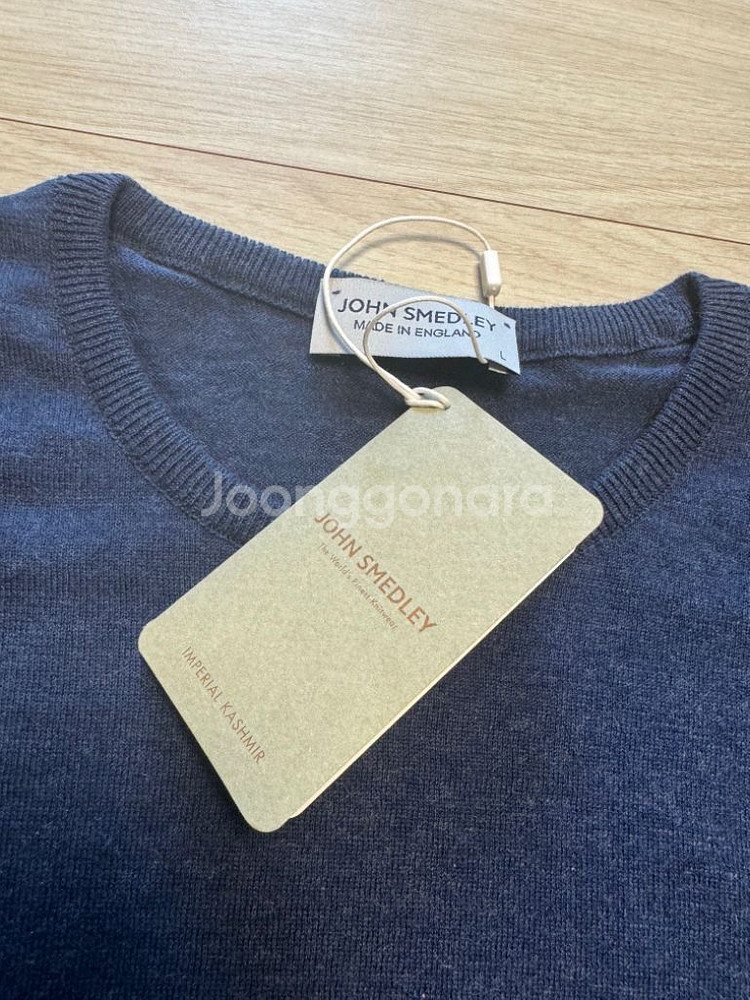 JOHN SMEDLEY
MADE IN ENGLAND
L
Joonggonara
JOHN SMEDLEY
The World's Finest Knitwear
IMPERIAL KASHMIR